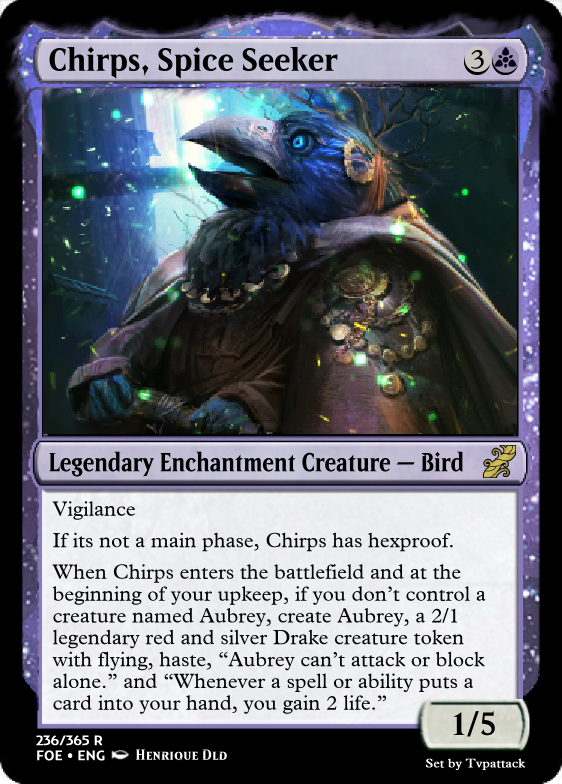 Chirps, Spice Seeker 3
Legendary Enchantment Creature — Bird
Vigilance
If its not a main phase, Chirps has hexproof.
When Chirps enters the battlefield and at the
beginning of your upkeep, if you don't control a
creature named Aubrey, create Aubrey, a 2/1
legendary red and silver Drake creature token
with flying, haste, “Aubrey can't attack or block
alone.” and “Whenever a spell or ability puts a
card into your hand, you gain 2 life.”
1/5
236/365 R
FOE • ENG Henrique Dld
Set by Tvpattack